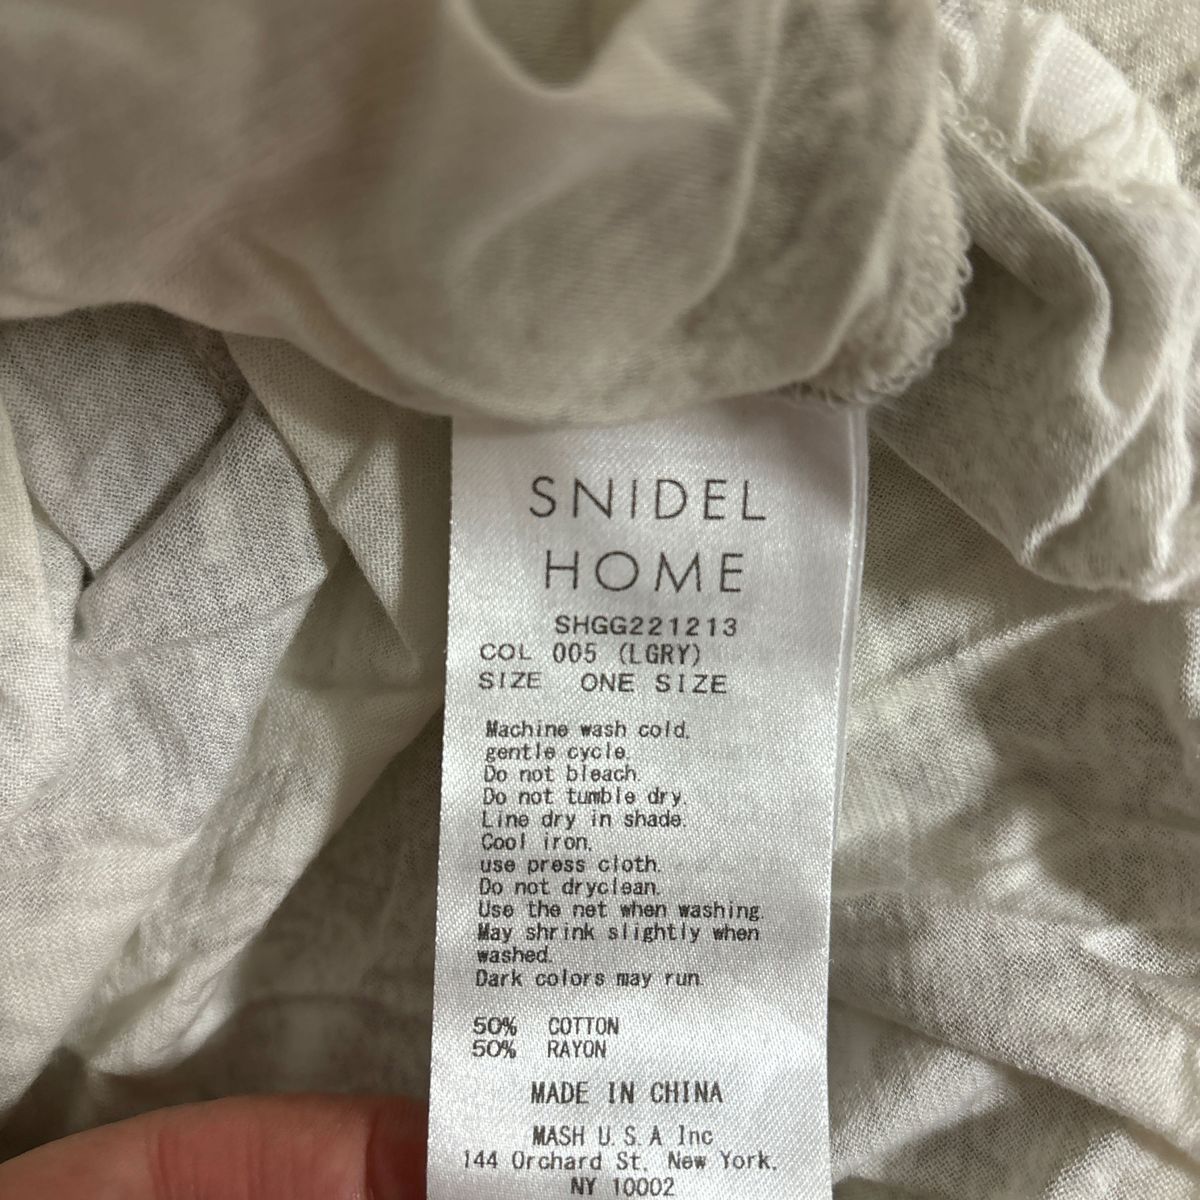 SNIDEL
HOME
SHGG221213
COL 005 (LGRY)
SIZE ONE SIZE
Machine wash cold,
gentle cycle.
Do not bleach.
Do not tumble dry.
Line dry in shade.
Cool iron,
use press cloth.
Do not dryclean.
Use the net when washing.
May shrink slightly when
washed.
Dark colors may run.
50% COTTON
50% RAYON
MADE IN CHINA
MASH U.S.A Inc
144 Orchard St. New York.
NY 10002